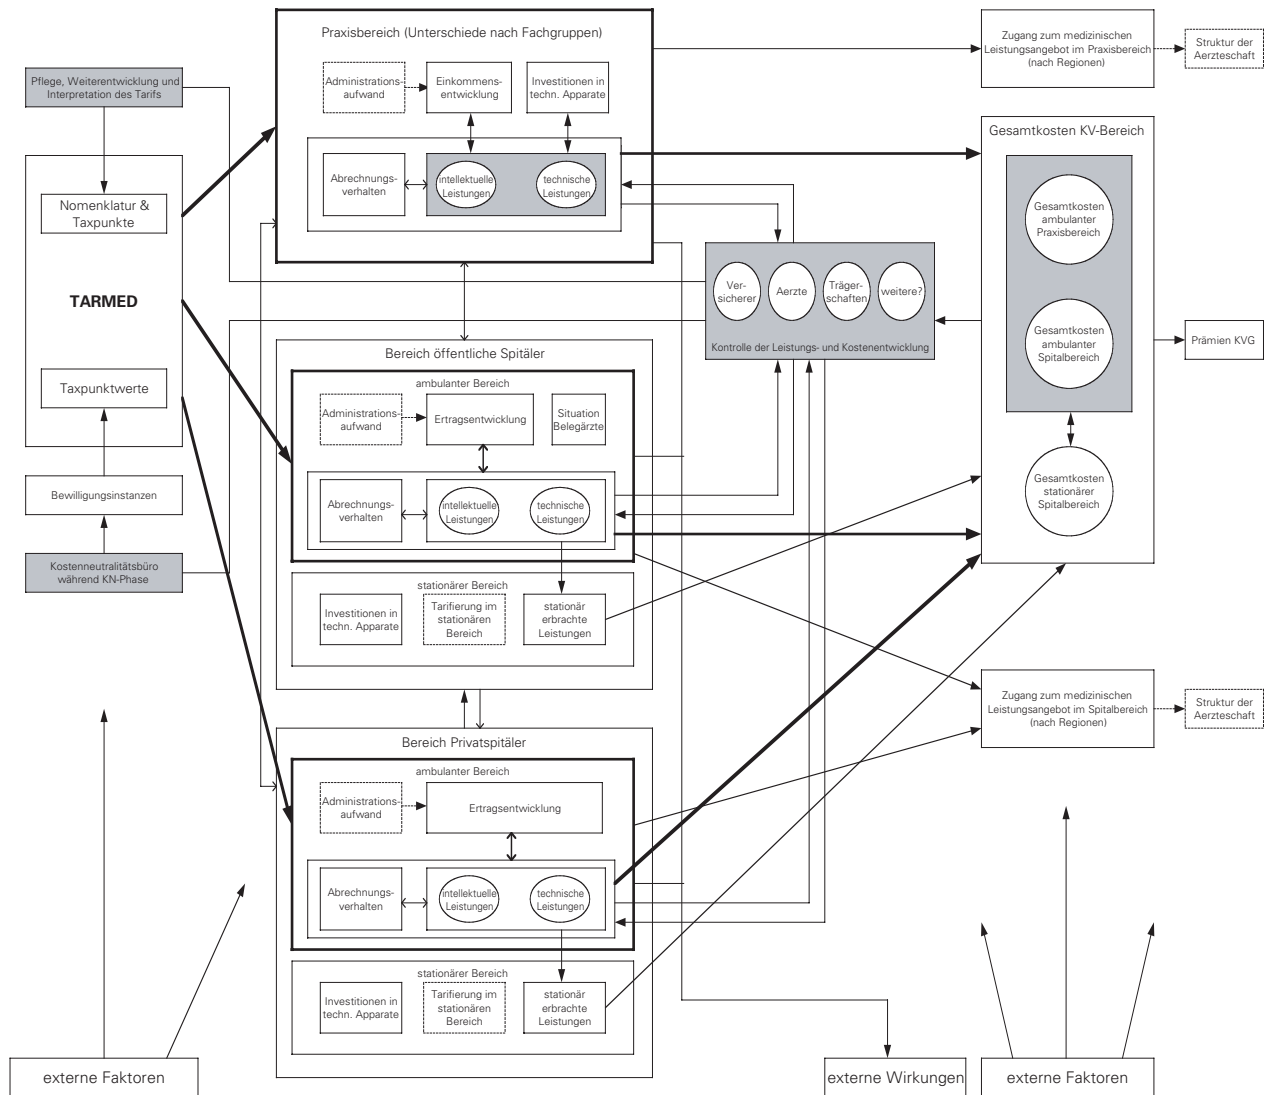 Praxisbereich (Unterschiede nach Fachgruppen)
Administrations-
aufwand
Einkommens-
entwicklung
Investitionen in
techn. Apparate
Abrechnungs-
verhalten
intellektuelle
Leistungen
technische
Leistungen
Zugang zum medizinischen
Leistungsangebot im Praxisbereich
(nach Regionen)
Struktur der
Aerzteschaft
Pflege, Weiterentwicklung und
Interpretation des Tarifs
Nomenklatur &
Taxpunkte
TARMED
Taxpunktwerte
Bewilligungsinstanzen
Kostenneutralitätsbüro
während KN-Phase
Gesamtkosten KV-Bereich
Gesamtkosten
ambulanter
Praxisbereich
Gesamtkosten
ambulanter
Spitalbereich
Gesamtkosten
stationärer
Spitalbereich
Prämien KVG
Ver-
sicherer
Aerzte
Träger-
schaften
weitere?
Kontrolle der Leistungs- und Kostenentwicklung
Bereich öffentliche Spitäler
ambulanter Bereich
Administrations-
aufwand
Ertragsentwicklung
Situation
Belegärzte
Abrechnungs-
verhalten
intellektuelle
Leistungen
technische
Leistungen
stationärer Bereich
Investitionen in
techn. Apparate
Tarifierung im
stationären
Bereich
stationär
erbrachte
Leistungen
Zugang zum medizinischen
Leistungsangebot im Spitalbereich
(nach Regionen)
Struktur der
Aerzteschaft
Bereich Privatspitäler
ambulanter Bereich
Administrations-
aufwand
Ertragsentwicklung
Abrechnungs-
verhalten
intellektuelle
Leistungen
technische
Leistungen
stationärer Bereich
Investitionen in
techn. Apparate
Tarifierung im
stationären
Bereich
stationär
erbrachte
Leistungen
externe Faktoren
externe Wirkungen
externe Faktoren